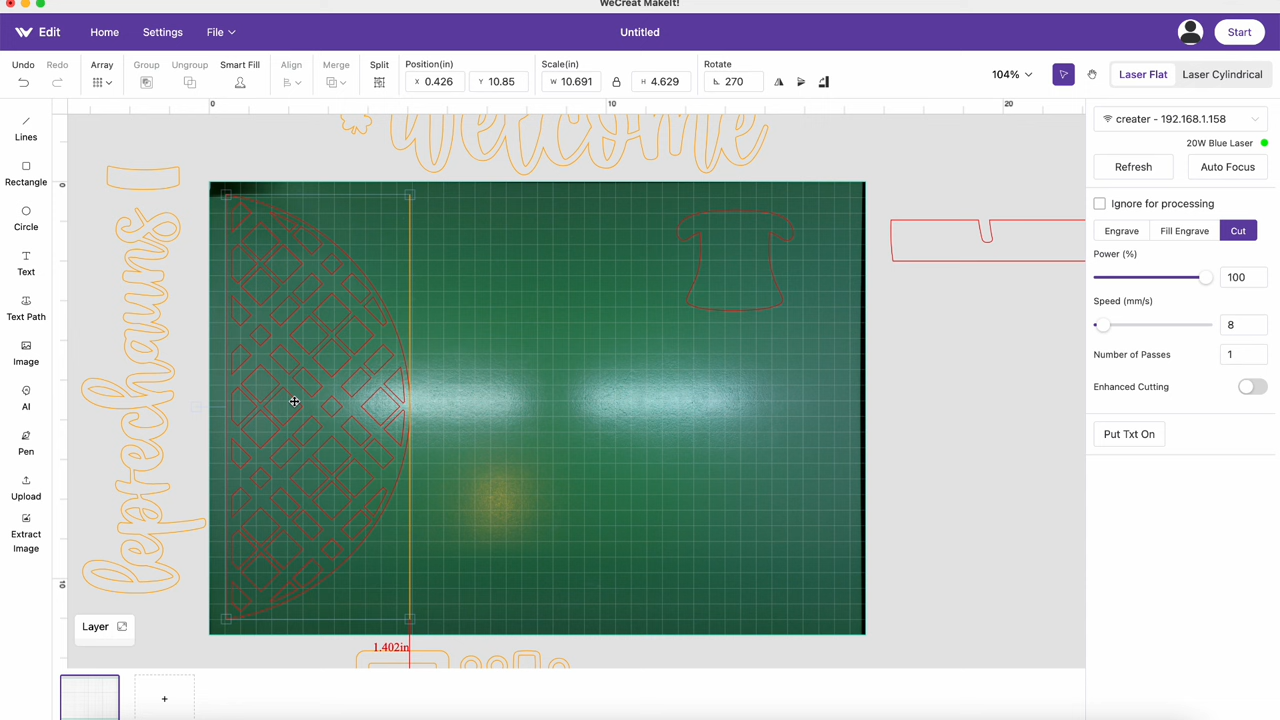 WeCreat MakeIt!
Edit Home Settings File Untitled Start
Undo Redo Array Group Ungroup Smart Fill Align Merge Split Position(in) Scale(in) Rotate
X 0.426 Y 10.85 W 10.691 H 4.629 270 104% Laser Flat Laser Cylindrical
0 10 20
Lines
Rectangle
Circle
Text
Text Path
Image
AI
Pen
Upload
Extract
Image
0
10
welcome
leprechauns
1.402in
Layer
+
creater - 192.168.1.158
20W Blue Laser
Refresh Auto Focus
Ignore for processing
Engrave Fill Engrave Cut
Power (%)
100
Speed (mm/s)
8
Number of Passes 1
Enhanced Cutting
Put Txt On